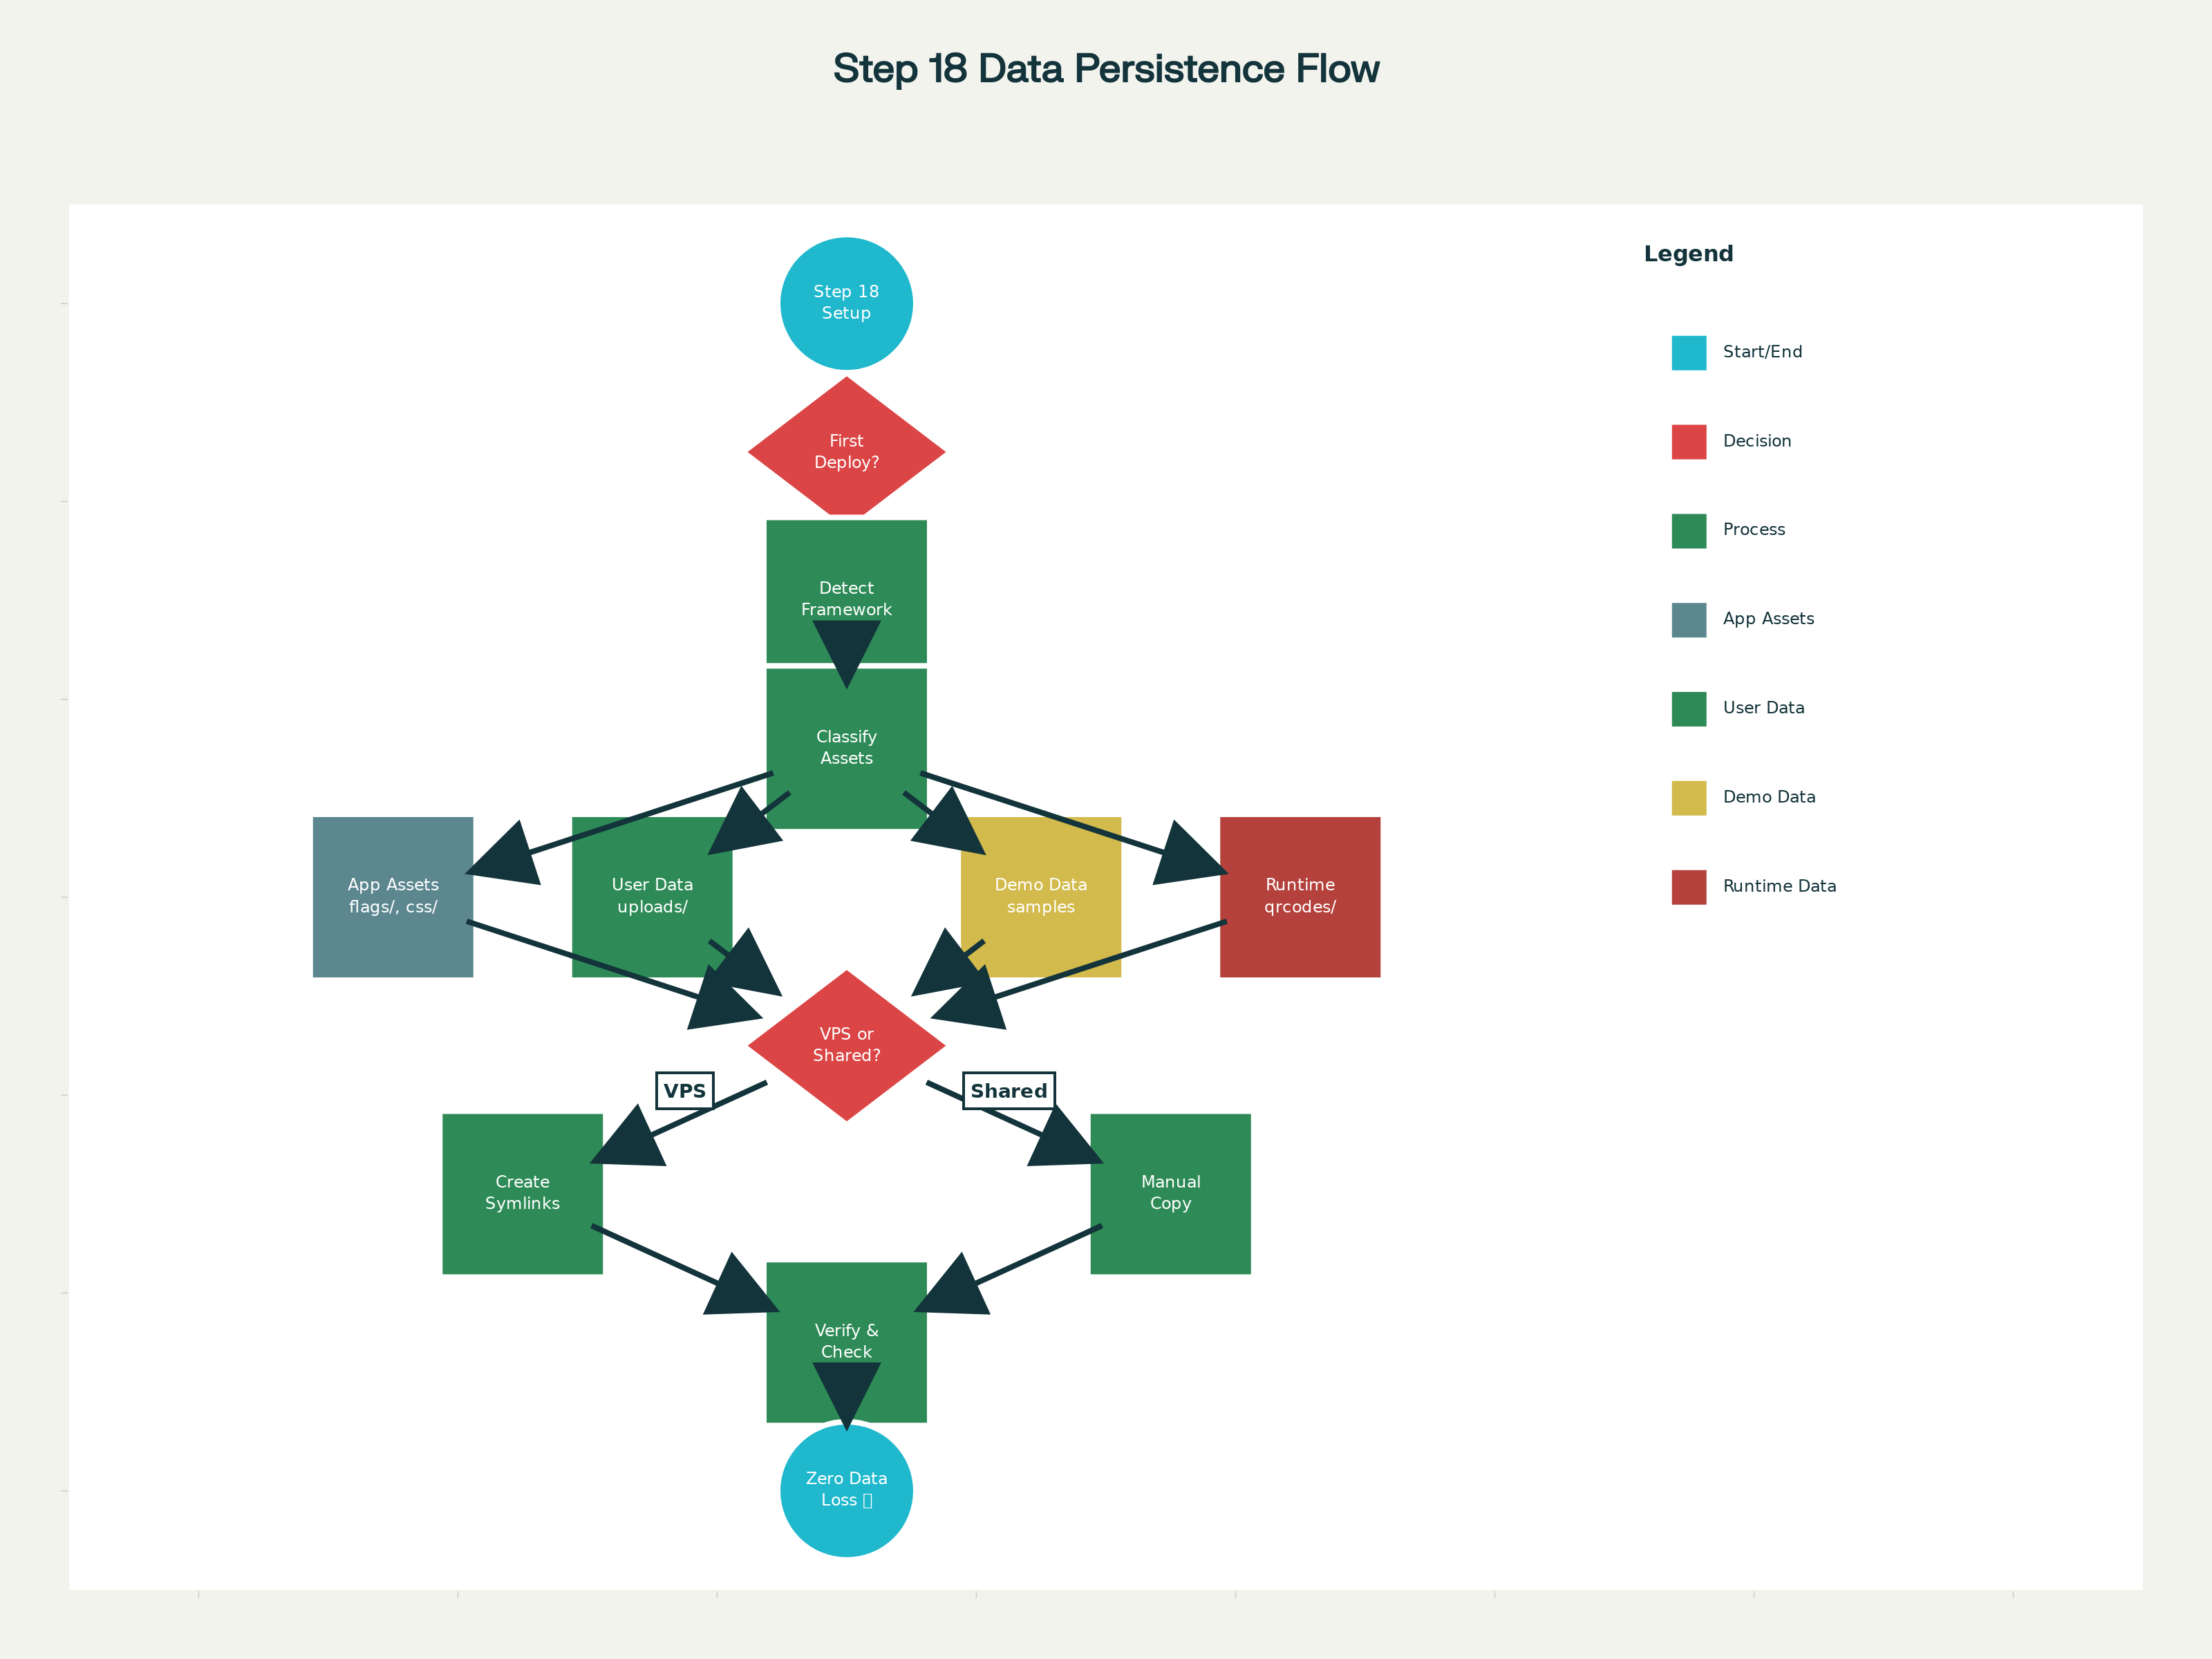 Step 18 Data Persistence Flow
Step 18
Setup
First
Deploy?
Detect
Framework
Classify
Assets
App Assets
flags/, css/
User Data
uploads/
Demo Data
samples
Runtime
qrcodes/
VPS or
Shared?
VPS
Shared
Create
Symlinks
Manual
Copy
Verify &
Check
Zero Data
Loss
Legend
Start/End
Decision
Process
App Assets
User Data
Demo Data
Runtime Data